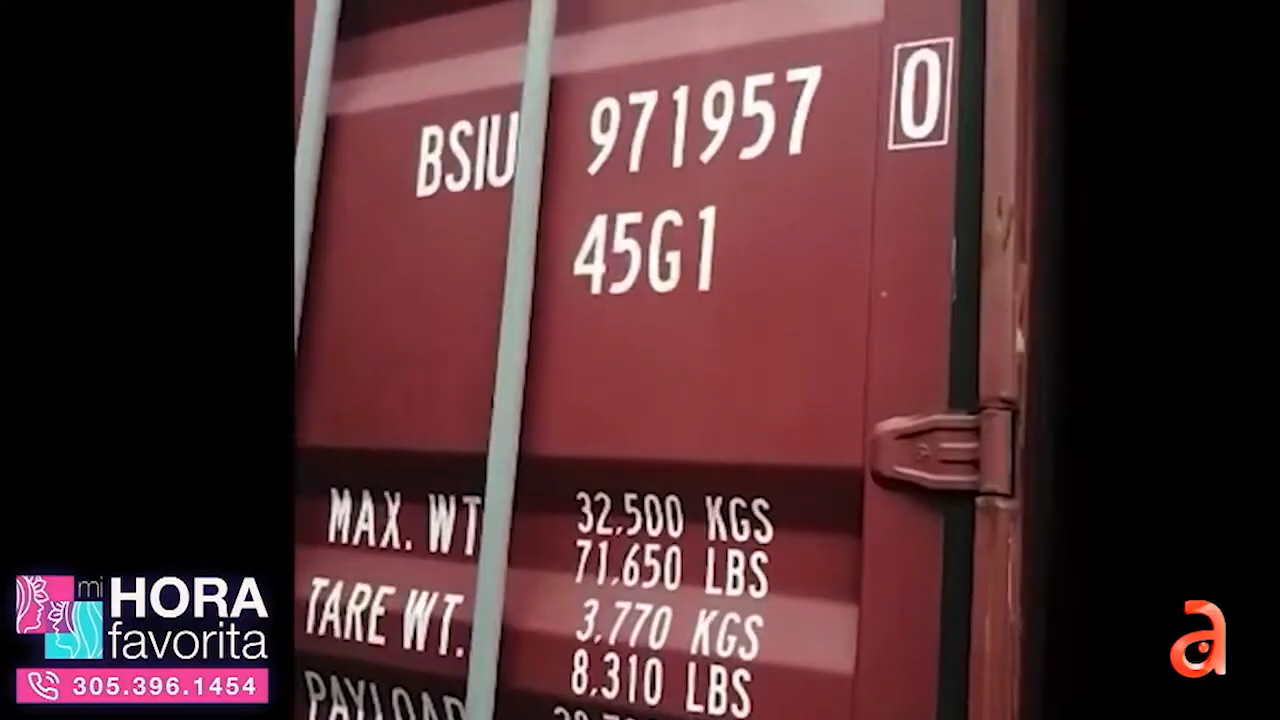 BSIU 971957 0
45G1
MAX. WT 32.500 KGS
71.650 LBS
TARE WT. 3.770 KGS
8.310 LBS
PAYLOAD
mi HORA
favorita
305.396.1454
a